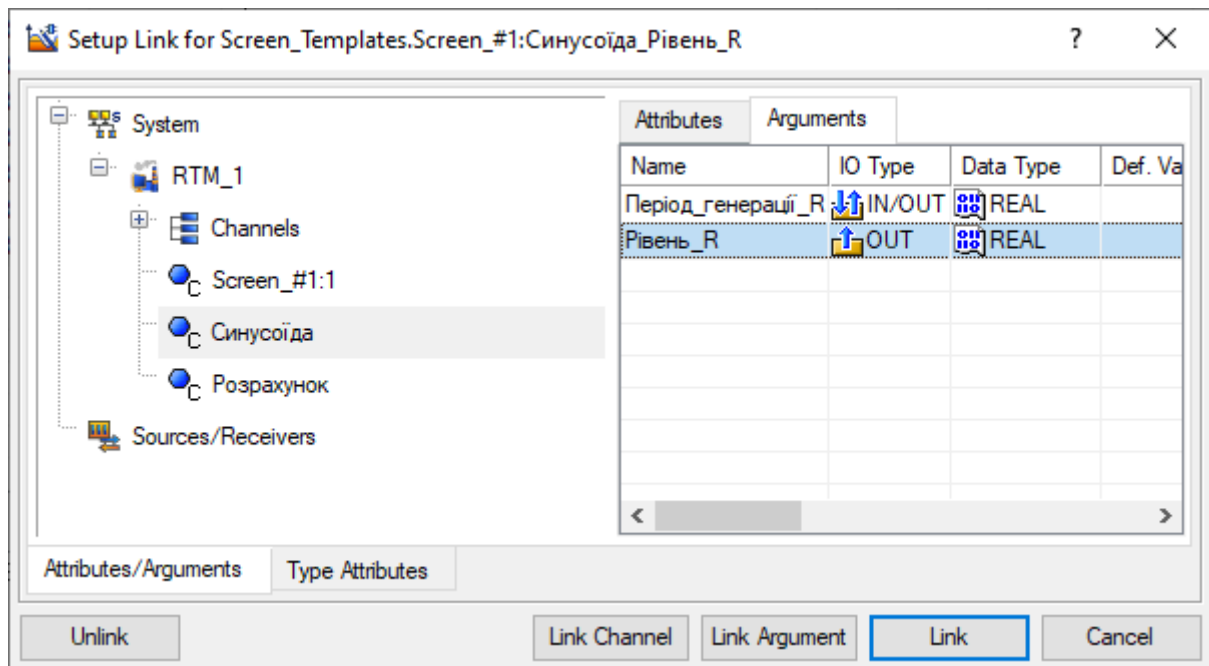 Setup Link for Screen_Templates.Screen_#1:Синусоїда_Рівень_R ?
System
RTM_1
Channels
Screen_#1:1
Синусоїда
Розрахунок
Sources/Receivers
Attributes Arguments
Name IO Type Data Type Def. Va
Період_генерації_R IN/OUT REAL
Рівень_R OUT REAL
Attributes/Arguments Type Attributes
Unlink Link Channel Link Argument Link Cancel